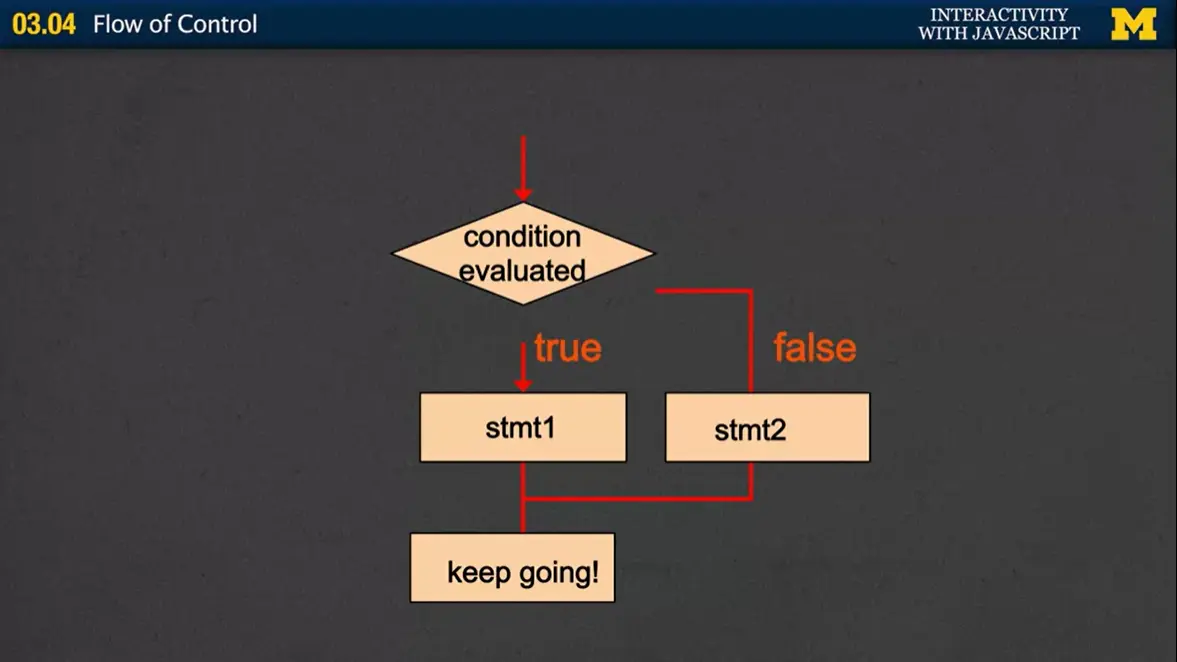 03.04 Flow of Control
INTERACTIVITY
WITH JAVASCRIPT
M
condition
evaluated
true
false
stmt1
stmt2
keep going!